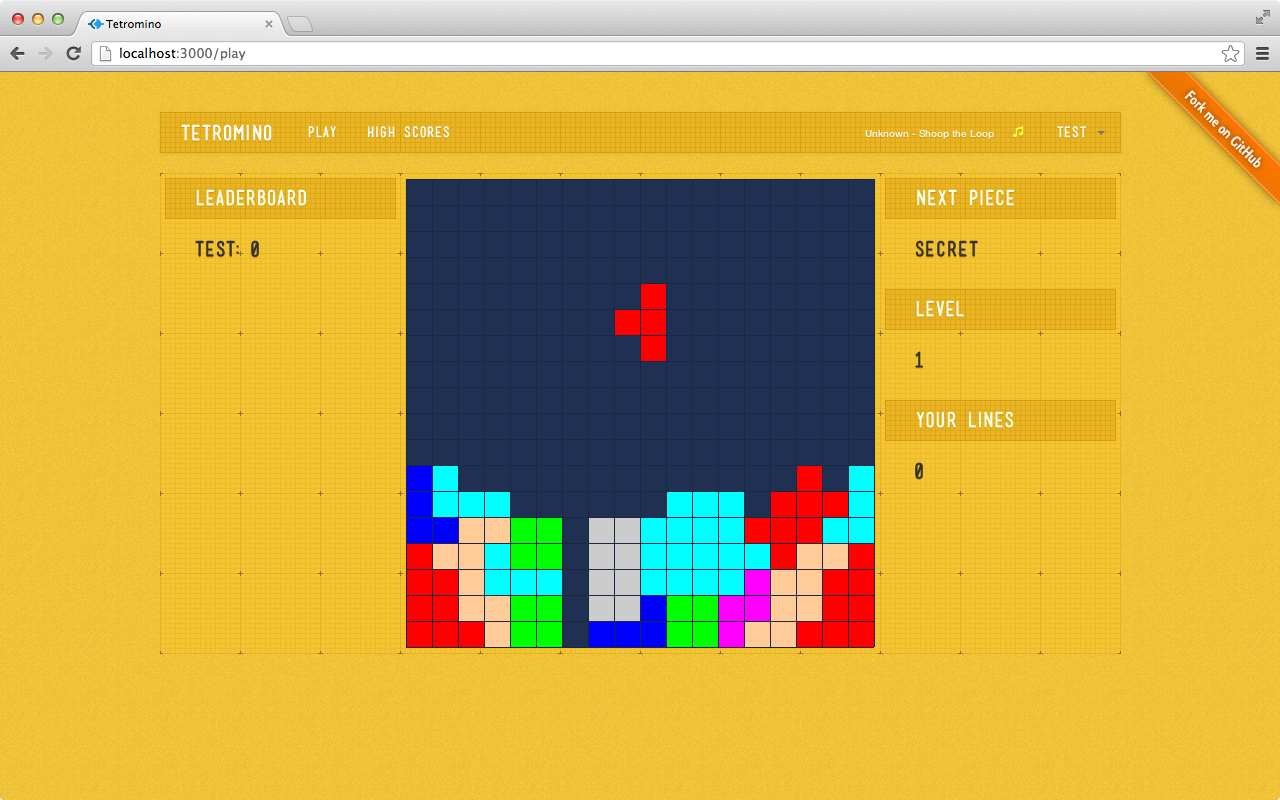 Tetromino
localhost:3000/play
Fork me on GitHub
TETROMINO PLAY HIGH SCORES Unknown - Shoop the Loop TEST
LEADERBOARD
TEST: 0
NEXT PIECE
SECRET
LEVEL
1
YOUR LINES
0